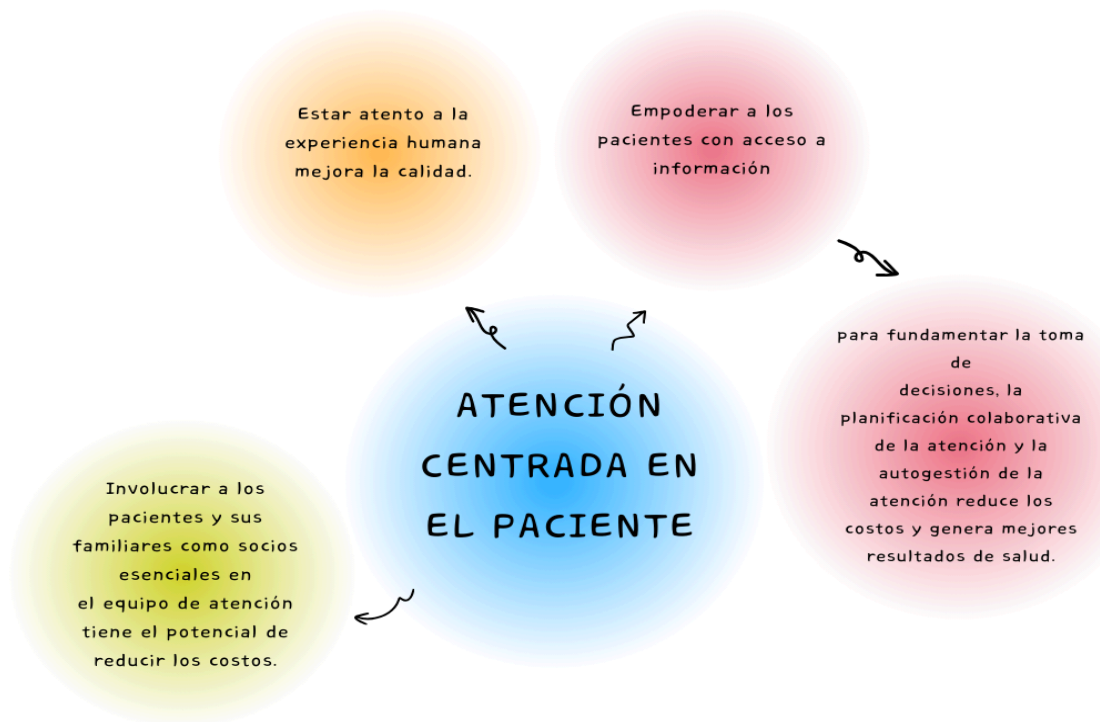 Estar atento a la
experiencia humana
mejora la calidad.
Empoderar a los
pacientes con acceso a
información
para fundamentar la toma
de
decisiones, la
planificación colaborativa
de la atención y la
autogestión de la
atención reduce los
costos y genera mejores
resultados de salud.
ATENCIÓN
CENTRADA EN
EL PACIENTE
Involucrar a los
pacientes y sus
familiares como socios
esenciales en
el equipo de atención
tiene el potencial de
reducir los costos.